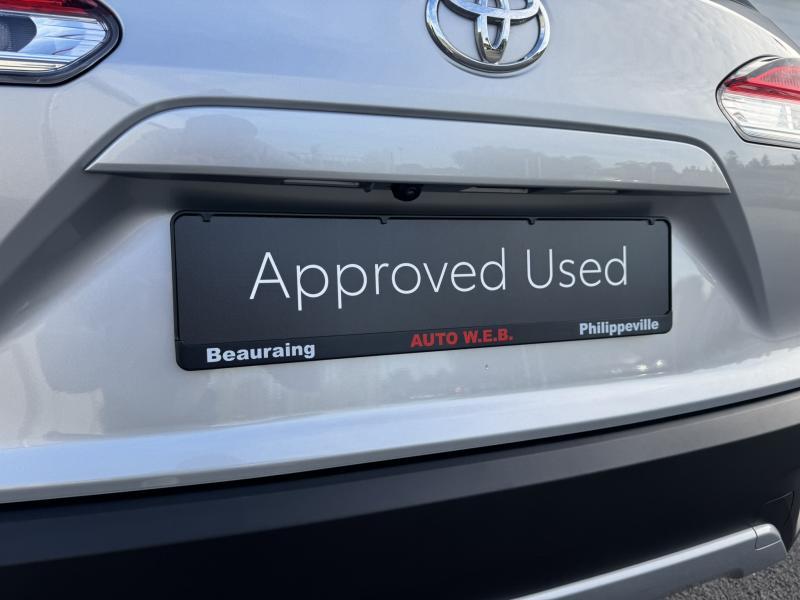 Approved Used
Beauraing AUTO W.E.B. Philippeville